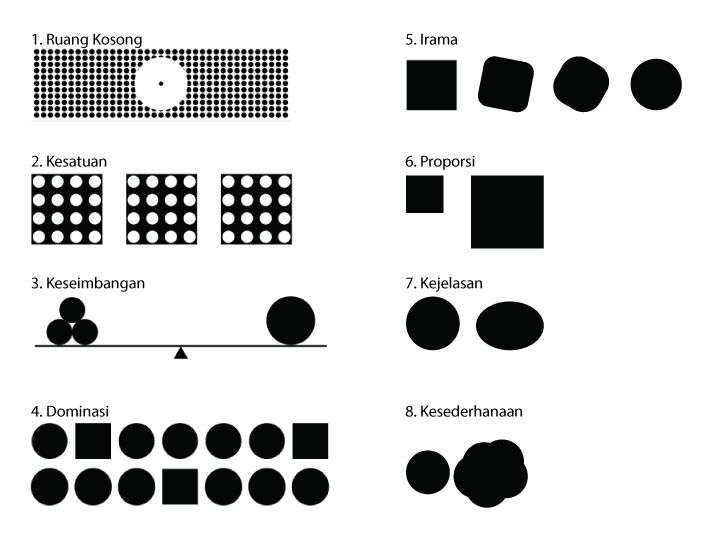 1. Ruang Kosong
2. Kesatuan
3. Keseimbangan
4. Dominasi
5. Irama
6. Proporsi
7. Kejelasan
8. Kesederhanaan